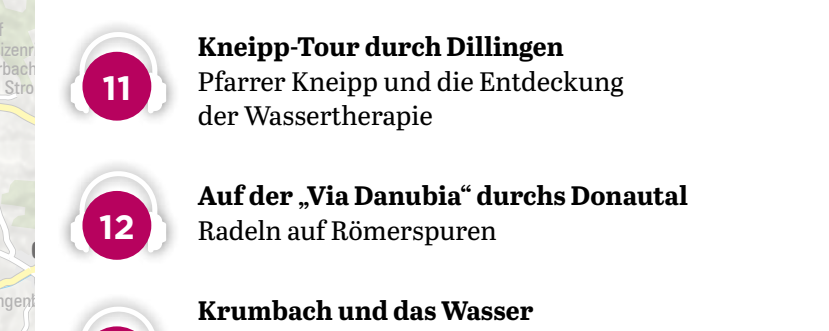 11
Kneipp-Tour durch Dillingen
Pfarrer Kneipp und die Entdeckung
der Wassertherapie
12
Auf der „Via Danubia“ durchs Donautal
Radeln auf Römerspuren
Krumbach und das Wasser